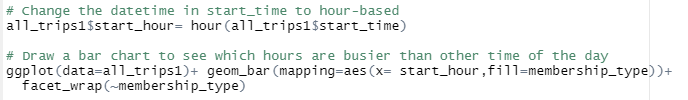 # Change the datetime in start_time to hour-based
all_trips1$start_hour= hour(all_trips1$start_time)
# Draw a bar chart to see which hours are busier than other time of the day
ggplot(data=all_trips1)+ geom_bar(mapping=aes(x= start_hour,fill=membership_type))+
facet_wrap(~membership_type)